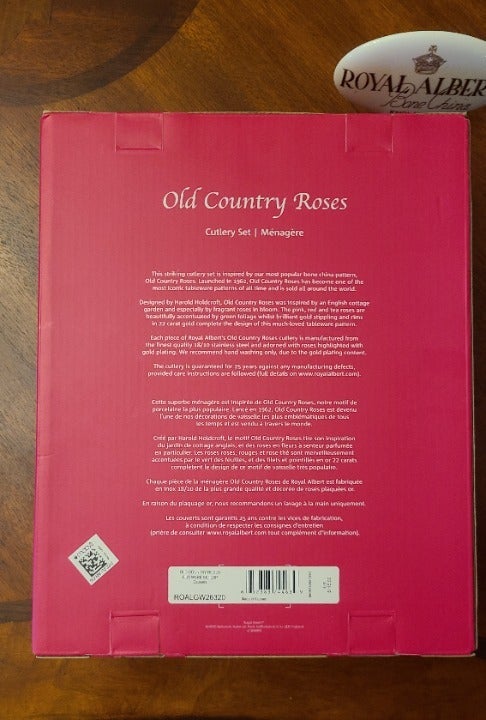 ROYAL ALBER
Bone China
Old Country Roses
Cutlery Set | Ménagère
This striking cutlery set is inspired by our most popular bone china pattern,
Old Country Roses. Launched in 1962, Old Country Roses has become one of the
most iconic tableware patterns of all time and is sold all around the world.
Designed by Harold Holdcroft, Old Country Roses was inspired by an English cottage
garden and especially by fragrant roses in bloom. The pink, red and tea roses are
beautifully accentuated by green foliage whilst brilliant gold stippling and rims
in 22 carat gold complete the design of this much-loved tableware pattern.
Each piece of Royal Albert's Old Country Roses cutlery is manufactured from
the finest quality 18/10 stainless steel and adorned with roses highlighted with
gold plating. We recommend hand washing only, due to the gold plating content.
The cutlery is guaranteed for 25 years against any manufacturing defects,
provided care instructions are followed (full details on www.royalalbert.com).
Cette superbe ménagère est inspirée de Old Country Roses, notre motif de
porcelaine la plus populaire. Lancé en 1962, Old Country Roses est devenu
l'une de nos décorations de vaisselle les plus emblématiques de tous
les temps et est vendu à travers le monde.
Créé par Harold Holdcroft, le motif Old Country Roses tire son inspiration
du jardin de cottage anglais, et des roses en fleurs à senteur parfumée
en particulier. Les roses roses, rouges et rose thé sont merveilleusement
accentuées par le vert des feuilles, et des filets et pointillés en or 22 carats
complètent le design de ce motif de vaisselle très populaire.
Chaque pièce de la ménagère Old Country Roses de Royal Albert est fabriquée
en inox 18/10 de la plus grande qualité et décorée de roses plaquées or.
En raison du plaquage or, nous recommandons un lavage à la main uniquement.
Les couverts sont garantis 25 ans contre les vices de fabrication,
à condition de respecter les consignes d'entretien
(prière de consulter www.royalalbert.com tout complément d'information).
ROALGW26320